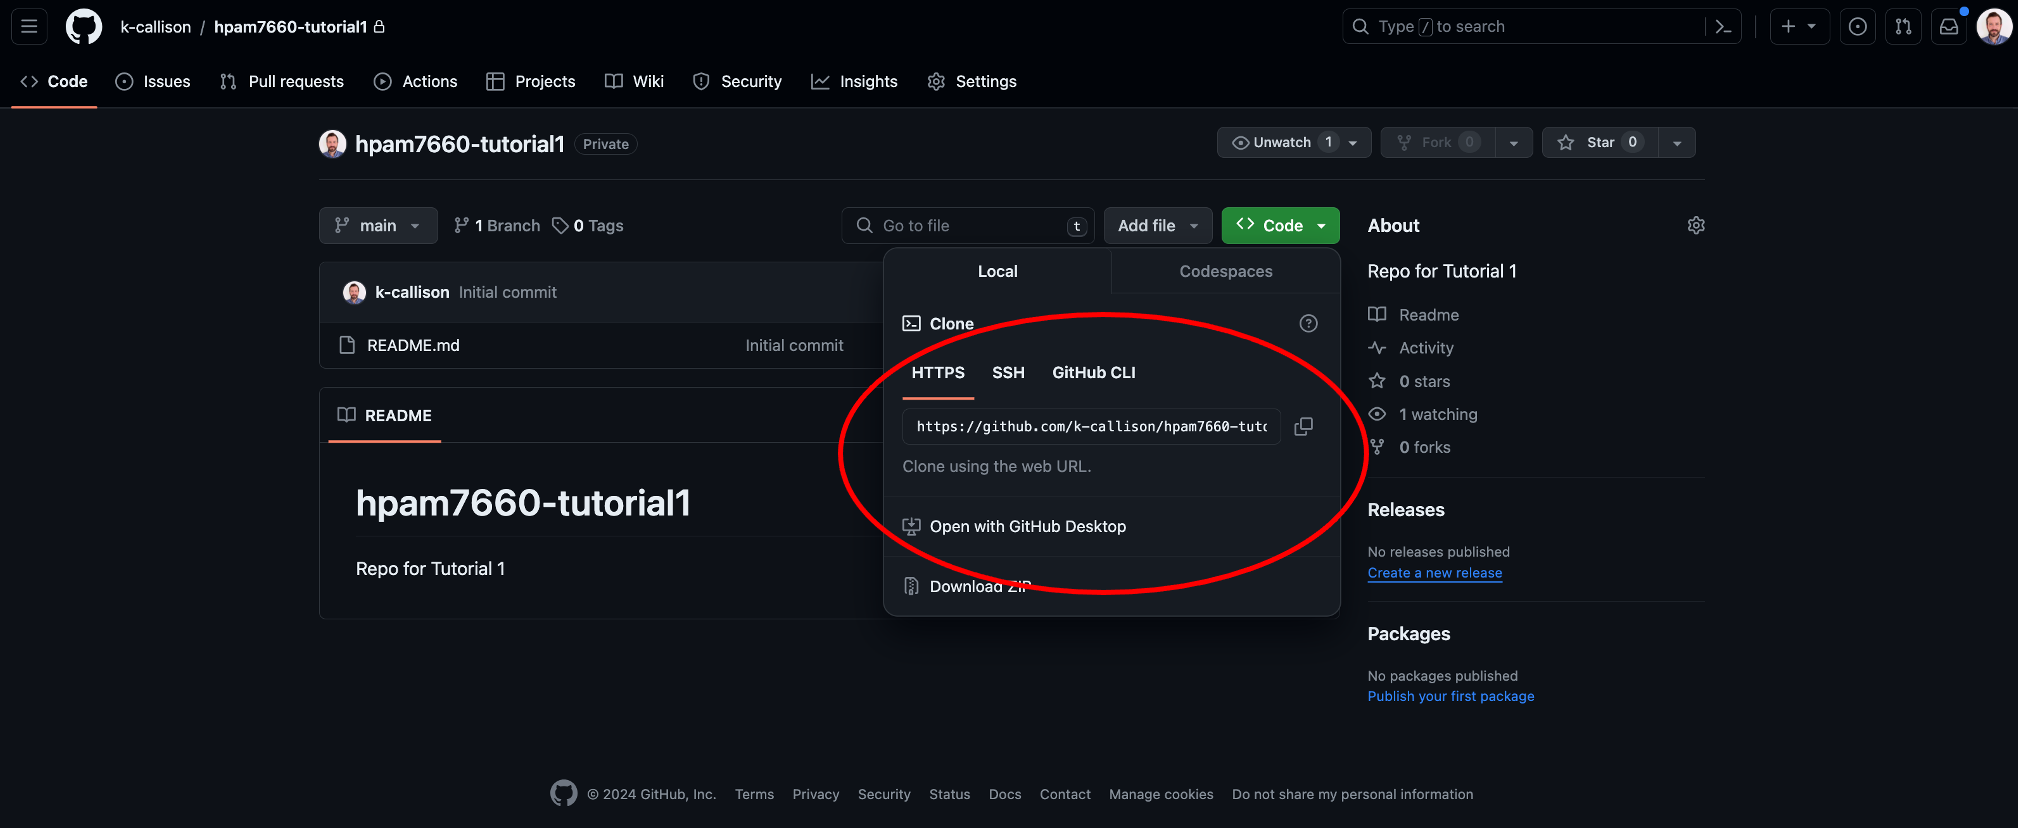 k-callison / hpam7660-tutorial1
Type / to search
Code
Issues
Pull requests
Actions
Projects
Wiki
Security
Insights
Settings
hpam7660-tutorial1 Private
Unwatch 1
Fork 0
Star 0
main
1 Branch
0 Tags
Go to file t
Add file
Code
k-callison Initial commit
README.md Initial commit
README
hpam7660-tutorial1
Repo for Tutorial 1
Local
Codespaces
Clone
HTTPS SSH GitHub CLI
https://github.com/k-callison/hpam7660-tuto
Clone using the web URL.
Open with GitHub Desktop
Download ZIP
About
Repo for Tutorial 1
Readme
Activity
0 stars
1 watching
0 forks
Releases
No releases published
Create a new release
Packages
No packages published
Publish your first package
© 2024 GitHub, Inc. Terms Privacy Security Status Docs Contact Manage cookies Do not share my personal information